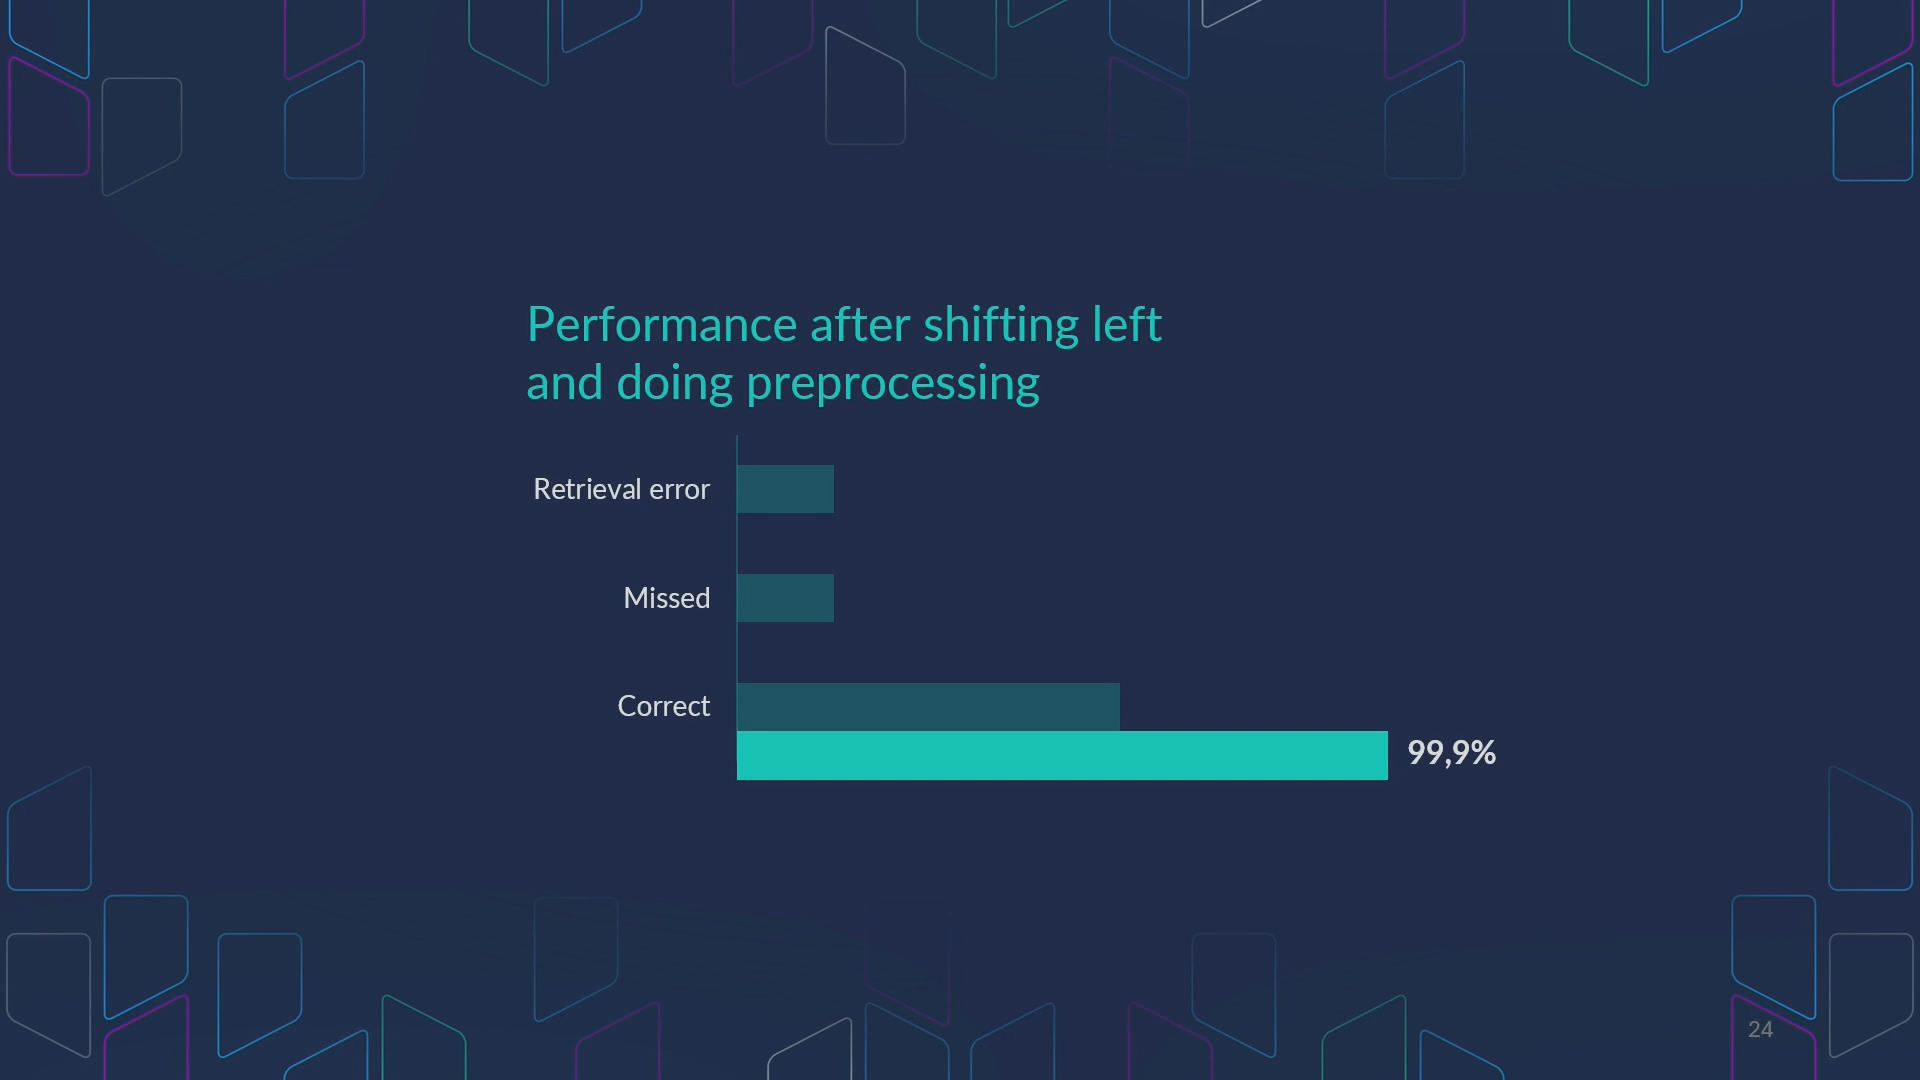 Performance after shifting left
and doing preprocessing
Retrieval error
Missed
Correct
99,9%
24